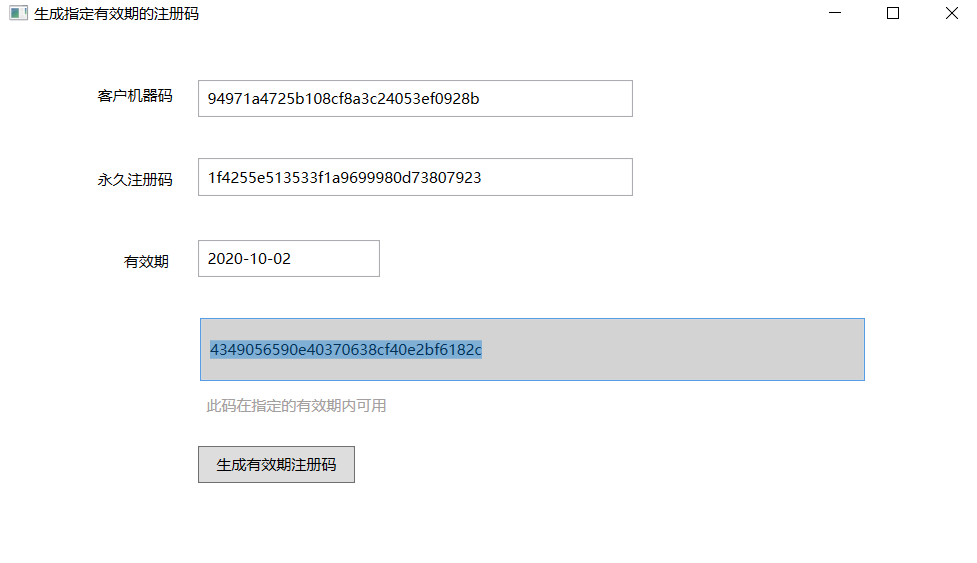 生成指定有效期的注册码
客户机器码 94971a4725b108cf8a3c24053ef0928b
永久注册码 1f4255e513533f1a9699980d73807923
有效期 2020-10-02
4349056590e40370638cf40e2bf6182c
此码在指定的有效期内可用
生成有效期注册码